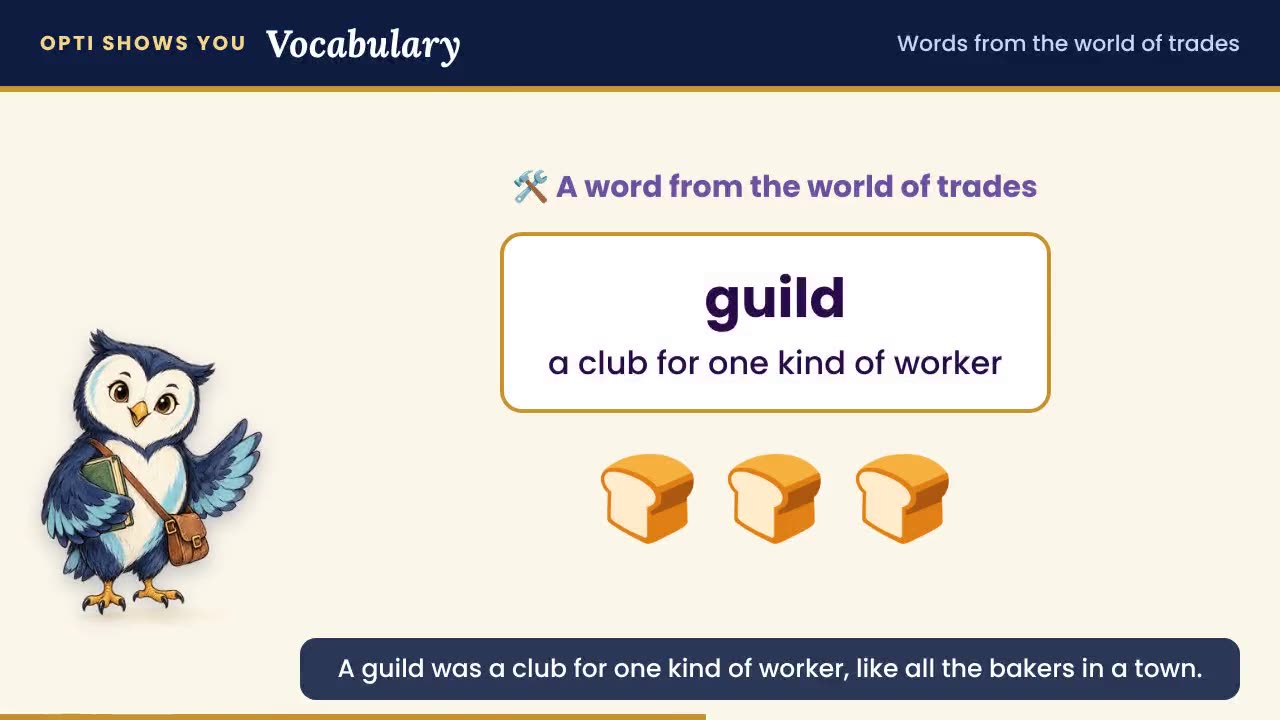 OPTI SHOWS YOU Vocabulary
Words from the world of trades
A word from the world of trades
guild
a club for one kind of worker
A guild was a club for one kind of worker, like all the bakers in a town.